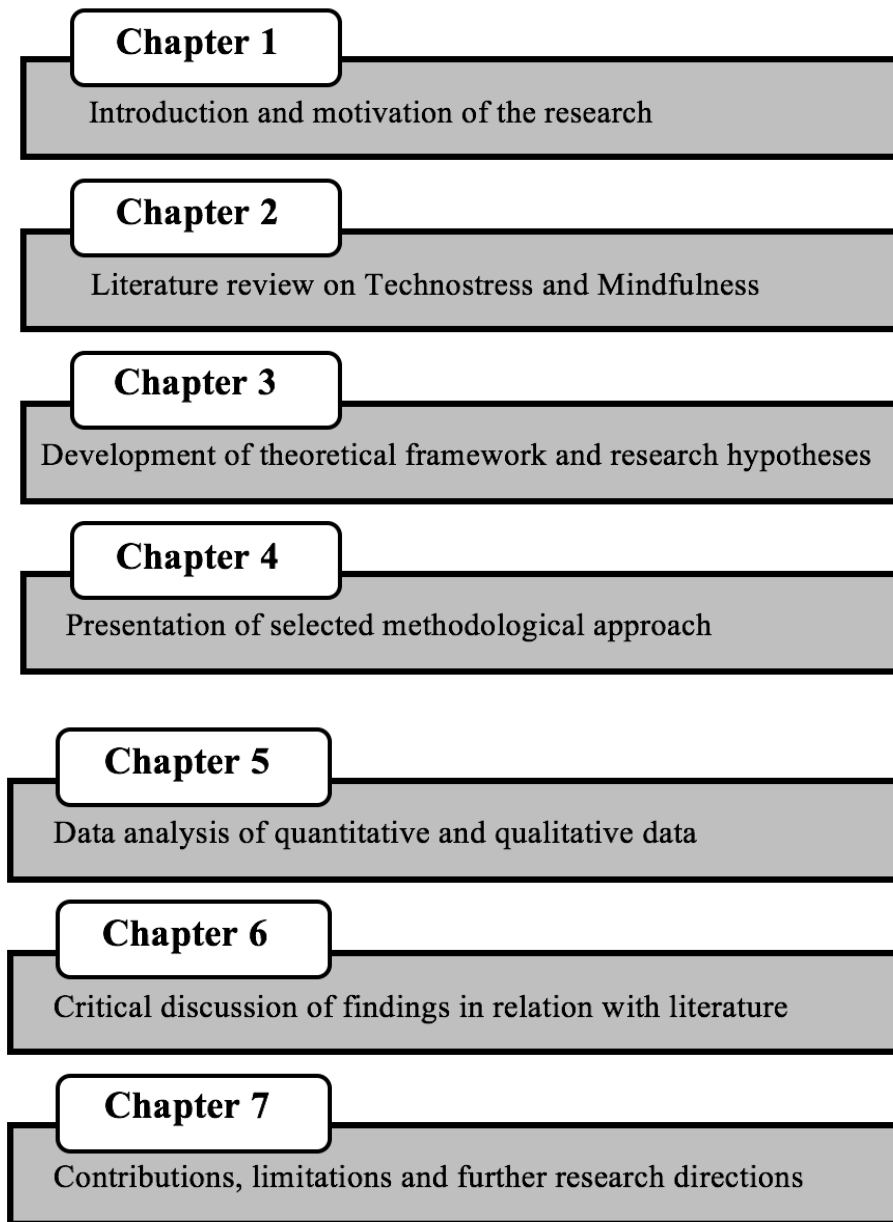 Chapter 1
Introduction and motivation of the research
Chapter 2
Literature review on Technostress and Mindfulness
Chapter 3
Development of theoretical framework and research hypotheses
Chapter 4
Presentation of selected methodological approach
Chapter 5
Data analysis of quantitative and qualitative data
Chapter 6
Critical discussion of findings in relation with literature
Chapter 7
Contributions, limitations and further research directions